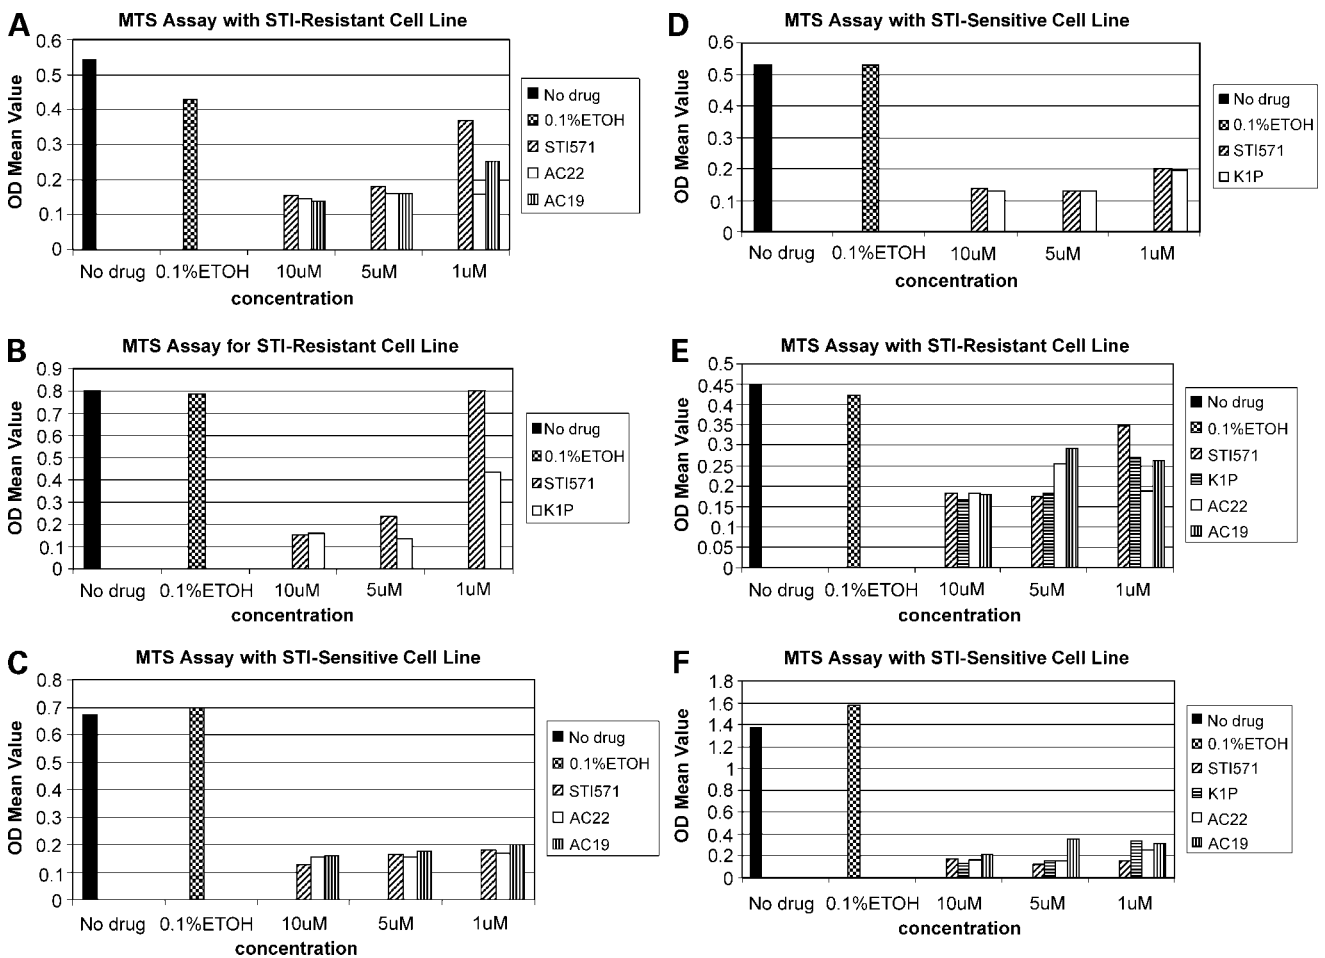 A
MTS Assay with STI-Resistant Cell Line
OD Mean Value
0.6
0.5
0.4
0.3
0.2
0.1
0
No drug 0.1%ETOH 10uM 5uM 1uM
concentration
No drug
0.1%ETOH
STI571
AC22
AC19
B
MTS Assay for STI-Resistant Cell Line
OD Mean Value
0.9
0.8
0.7
0.6
0.5
0.4
0.3
0.2
0.1
0
No drug 0.1%ETOH 10uM 5uM 1uM
concentration
No drug
0.1%ETOH
STI571
K1P
C
MTS Assay with STI-Sensitive Cell Line
OD Mean Value
0.8
0.7
0.6
0.5
0.4
0.3
0.2
0.1
0
No drug 0.1%ETOH 10uM 5uM 1uM
concentration
No drug
0.1%ETOH
STI571
AC22
AC19
D
MTS Assay with STI-Sensitive Cell Line
OD Mean Value
0.6
0.5
0.4
0.3
0.2
0.1
0
No drug 0.1%ETOH 10uM 5uM 1uM
concentration
No drug
0.1%ETOH
STI571
K1P
E
MTS Assay with STI-Resistant Cell Line
OD Mean Value
0.5
0.45
0.4
0.35
0.3
0.25
0.2
0.15
0.1
0.05
0
No drug 0.1%ETOH 10uM 5uM 1uM
concentration
No drug
0.1%ETOH
STI571
K1P
AC22
AC19
F
MTS Assay with STI-Sensitive Cell Line
OD Mean Value
1.8
1.6
1.4
1.2
1
0.8
0.6
0.4
0.2
0
No drug 0.1%ETOH 10uM 5uM 1uM
concentration
No drug
0.1%ETOH
STI571
K1P
AC22
AC19